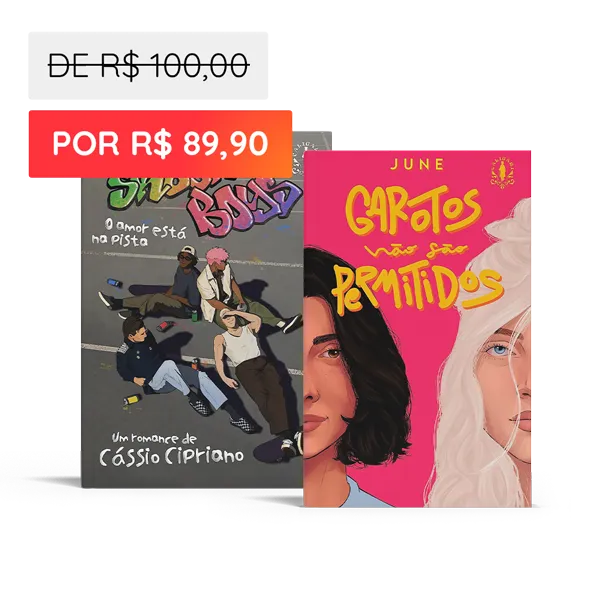 DE R$ 100,00
POR R$ 89,90
BOYS
O amor está
na pista
Um romance de
Cássio Cipriano
JUNE
GAROTOS
não são
PERMITIDOS